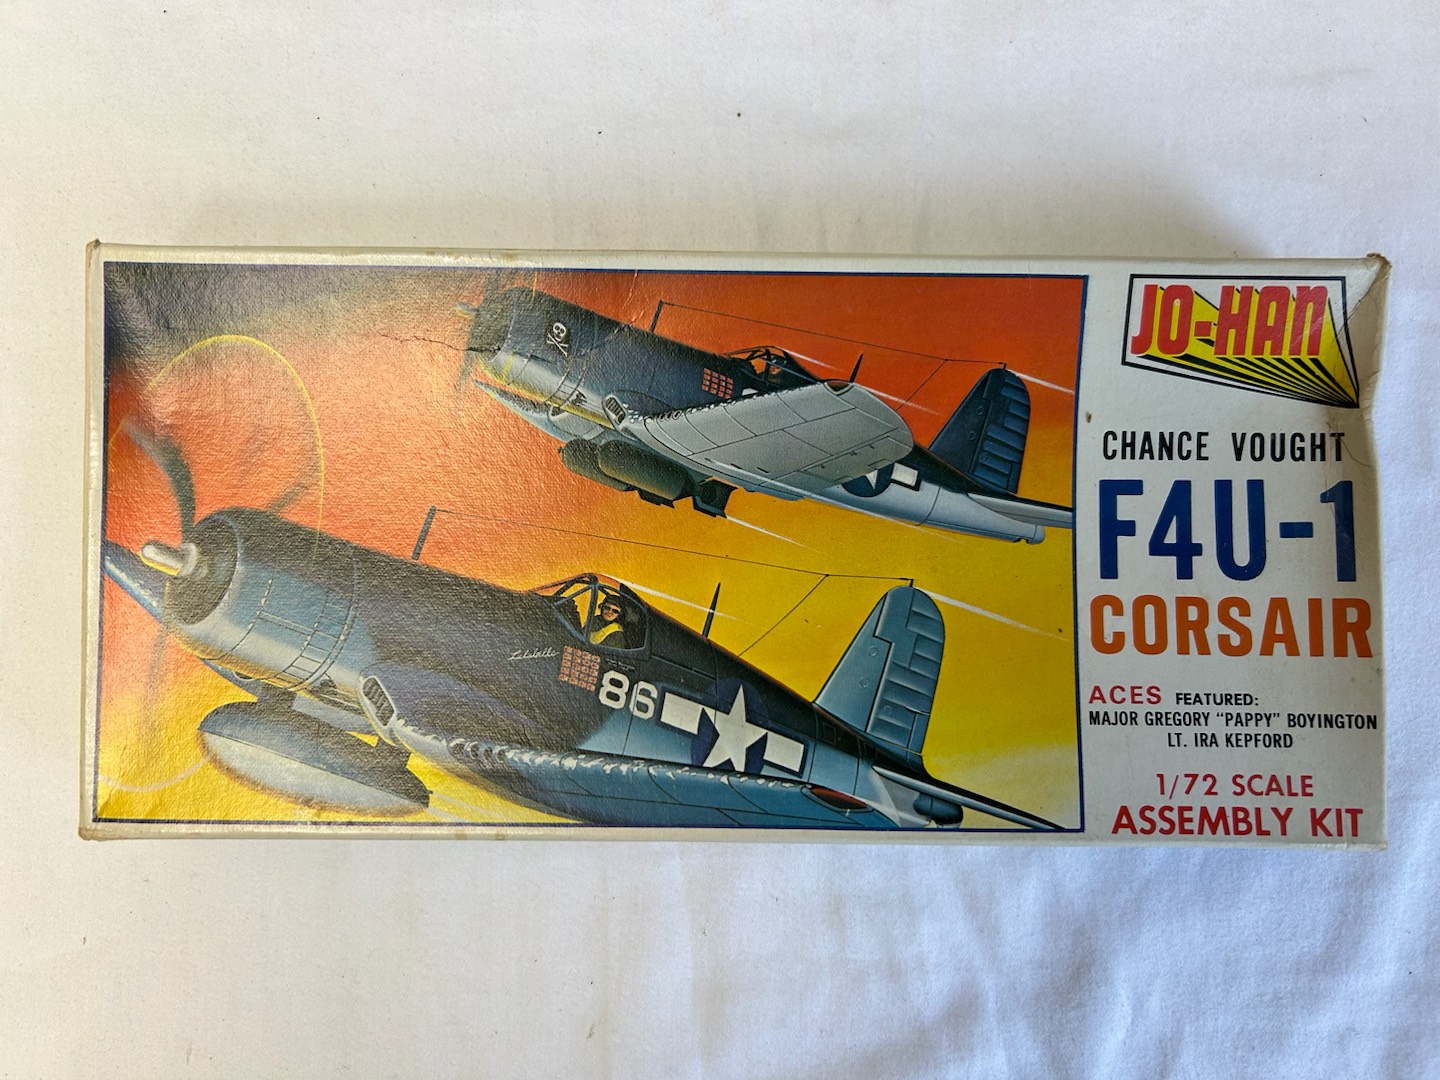 JO-HAN
CHANCE VOUGHT
F4U-1
CORSAIR
ACES FEATURED:
MAJOR GREGORY "PAPPY" BOYINGTON
LT. IRA KEPFORD
1/72 SCALE
ASSEMBLY KIT
Lulubelle
86